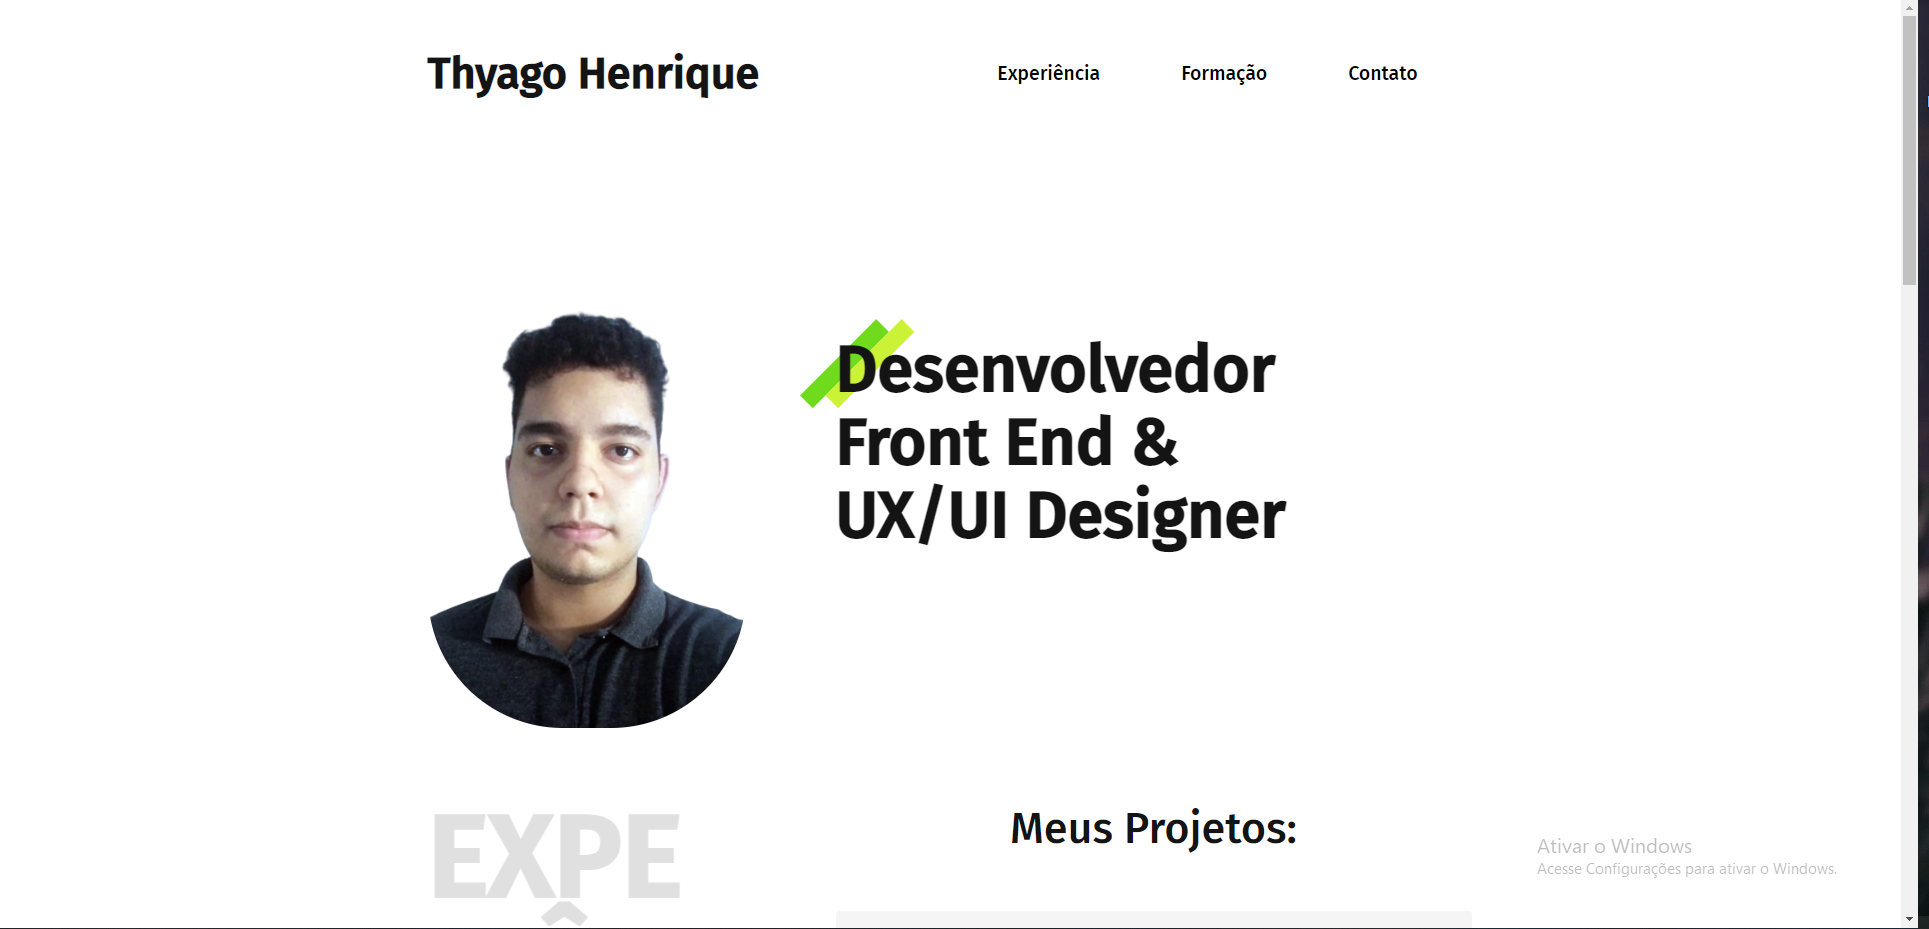 Thyago Henrique
Experiência
Formação
Contato
Desenvolvedor
Front End &
UX/UI Designer
EXPE
Meus Projetos:
Ativar o Windows
Acesse Configurações para ativar o Windows.